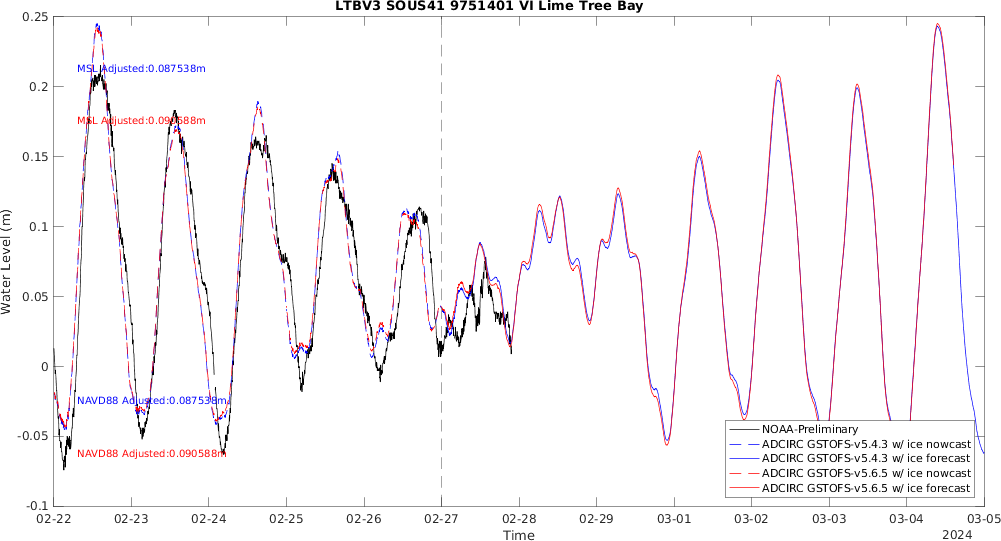 LTBV3 SOUS41 9751401 VI Lime Tree Bay
Water Level (m)
0.25
0.2
0.15
0.1
0.05
0
-0.05
-0.1
MSL Adjusted:0.087538m
MSL Adjusted:0.090588m
NAVD88 Adjusted:0.087538m
NAVD88 Adjusted:0.090588m
NOAA-Preliminary
ADCIRC GSTOFS-v5.4.3 w/ ice nowcast
ADCIRC GSTOFS-v5.4.3 w/ ice forecast
ADCIRC GSTOFS-v5.6.5 w/ ice nowcast
ADCIRC GSTOFS-v5.6.5 w/ ice forecast
02-22 02-23 02-24 02-25 02-26 02-27 02-28 02-29 03-01 03-02 03-03 03-04 03-05
Time
2024